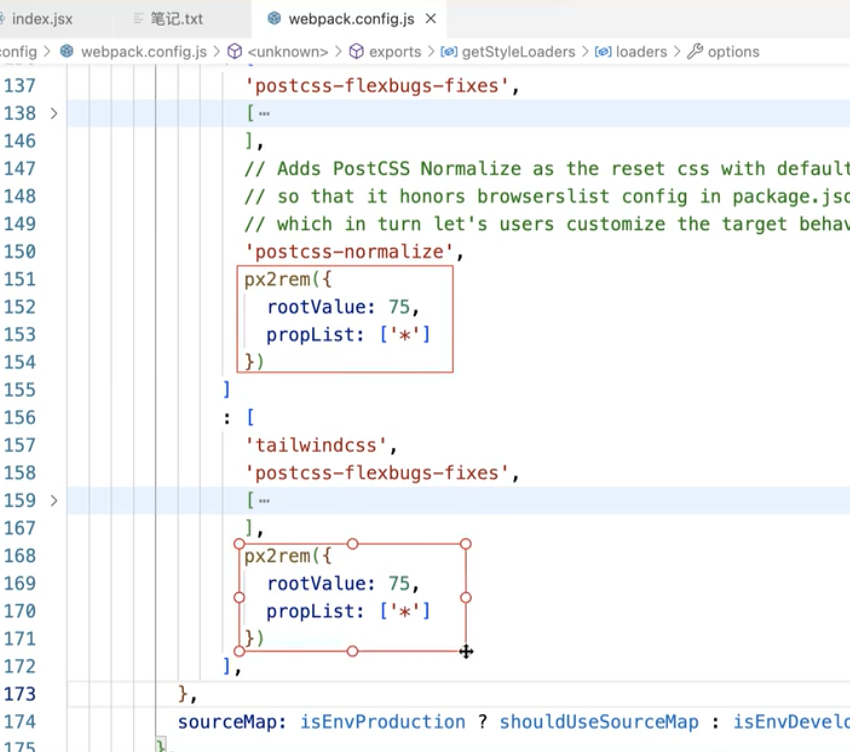 index.jsx 笔记.txt webpack.config.js ×
onfig > webpack.config.js > <unknown> > exports > getStyleLoaders > loaders > options
137 'postcss-flexbugs-fixes',
138 > [ ⋯
146 ],
147 // Adds PostCSS Normalize as the reset css with default
148 // so that it honors browserslist config in package.jso
149 // which in turn let's users customize the target behav
150 'postcss-normalize',
151 px2rem({
152 rootValue: 75,
153 propList: ['*']
154 })
155 ]
156 : [
157 'tailwindcss',
158 'postcss-flexbugs-fixes',
159 > [ ⋯
167 ],
168 px2rem({
169 rootValue: 75,
170 propList: ['*']
171 })
172 ],
173 },
174 sourceMap: isEnvProduction ? shouldUseSourceMap : isEnvDevelo
175 }